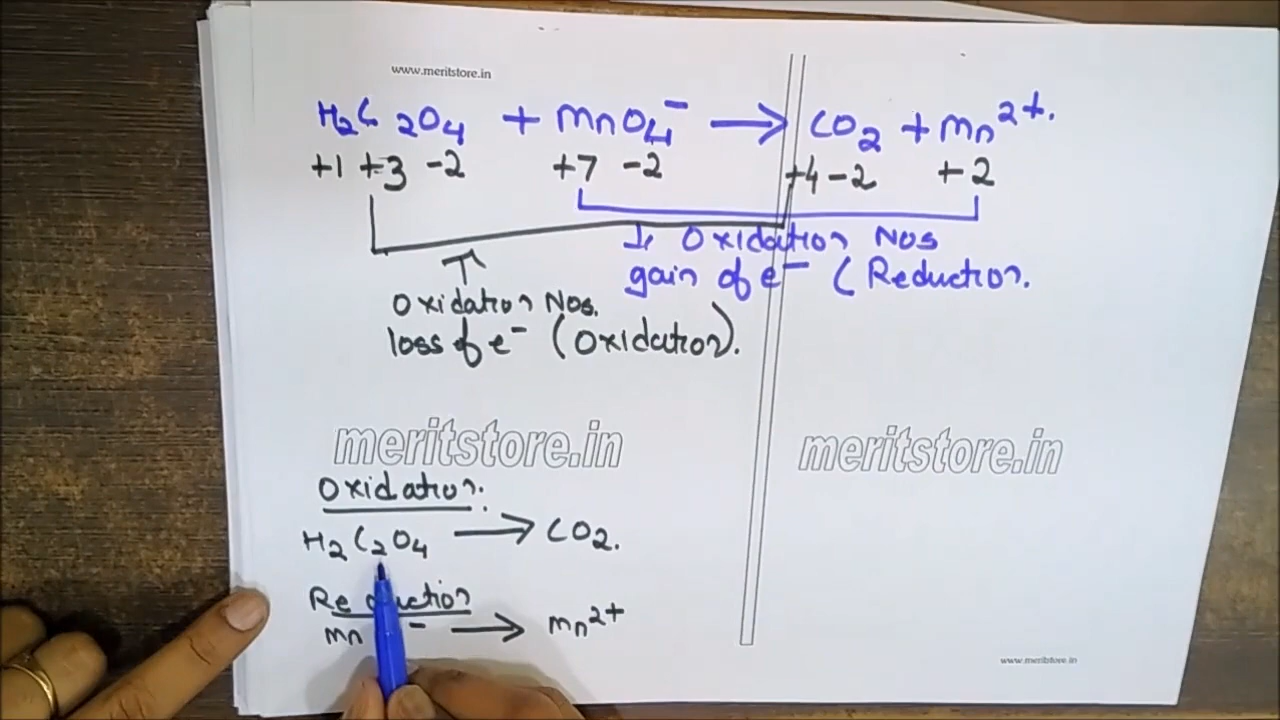 www.meritstore.in
H₂C₂O₄ + MnO₄⁻ → CO₂ + Mn²⁺.
+1 +3 -2 +7 -2 +4 -2 +2
Oxidation Nos
gain of e⁻ (Reduction.
Oxidation Nos.
loss of e⁻ (Oxidation).
meritstore.in meritstore.in
Oxidation.
H₂C₂O₄ → CO₂.
Reduction
Mn ⁻ → Mn²⁺
www.meritstore.in